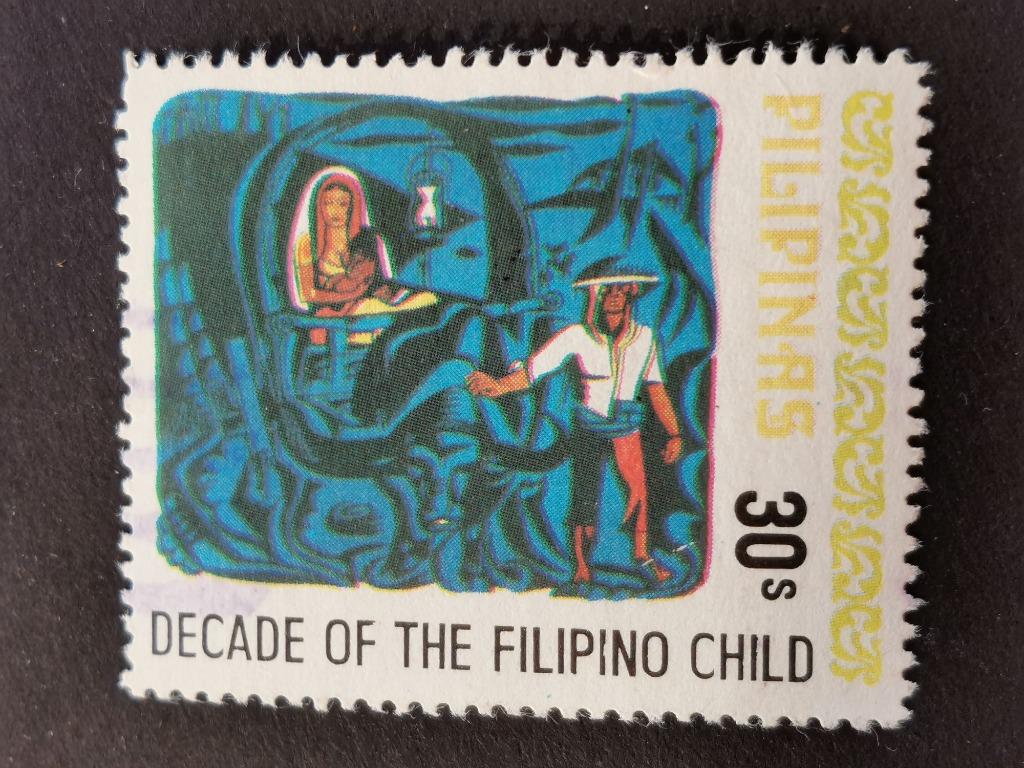 PILIPINAS
30s
DECADE OF THE FILIPINO CHILD